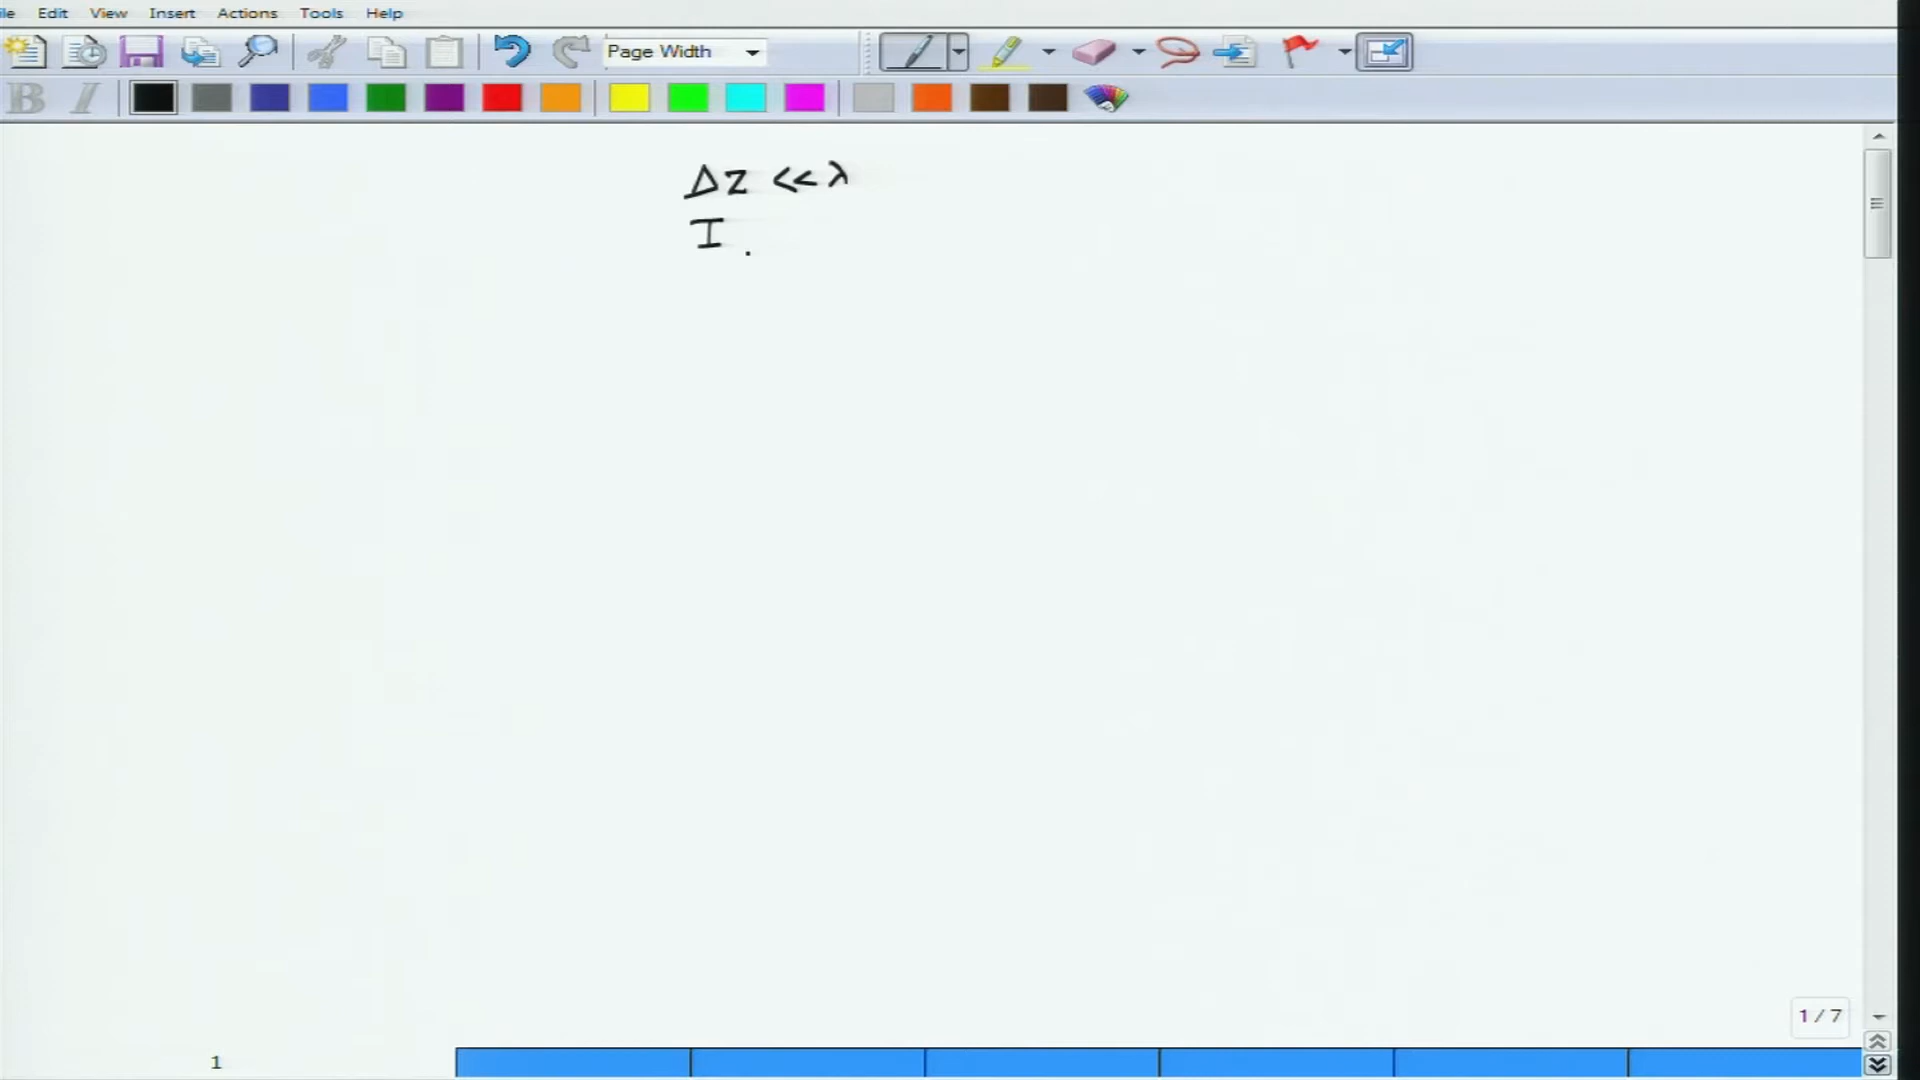 File Edit View Insert Actions Tools Help
Page Width
B I
Δz << λ
I .
1 / 7
1